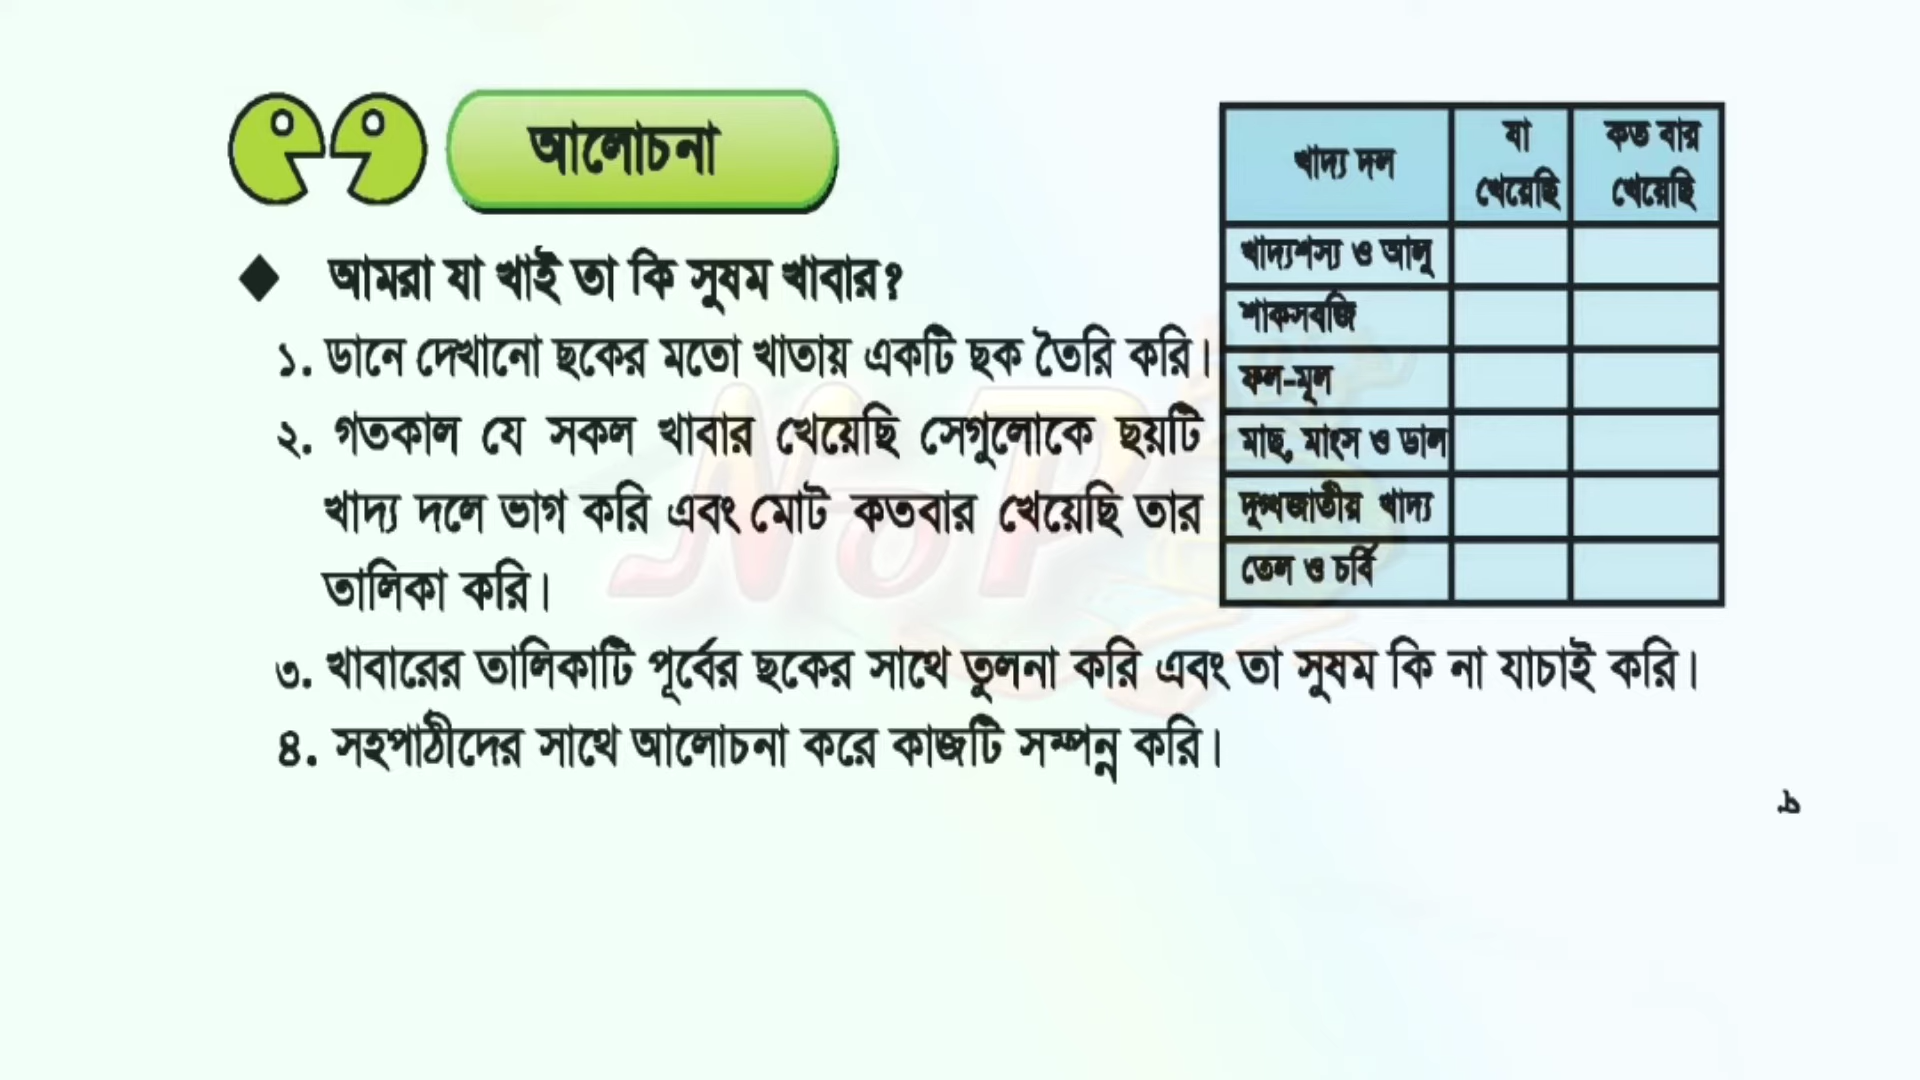 আলোচনা
◆ আমরা যা খাই তা কি সুষম খাবার?
১. ডানে দেখানো ছকের মতো খাতায় একটি ছক তৈরি করি।
২. গতকাল যে সকল খাবার খেয়েছি সেগুলোকে ছয়টি
খাদ্য দলে ভাগ করি এবং মোট কতবার খেয়েছি তার
তালিকা করি।
খাদ্য দল যা খেয়েছি কত বার খেয়েছি
খাদ্যশস্য ও আলু
শাকসবজি
ফল-মূল
মাছ, মাংস ও ডাল
দুগ্ধজাতীয় খাদ্য
তেল ও চর্বি
৩. খাবারের তালিকাটি পূর্বের ছকের সাথে তুলনা করি এবং তা সুষম কি না যাচাই করি।
৪. সহপাঠীদের সাথে আলোচনা করে কাজটি সম্পন্ন করি।
NoP